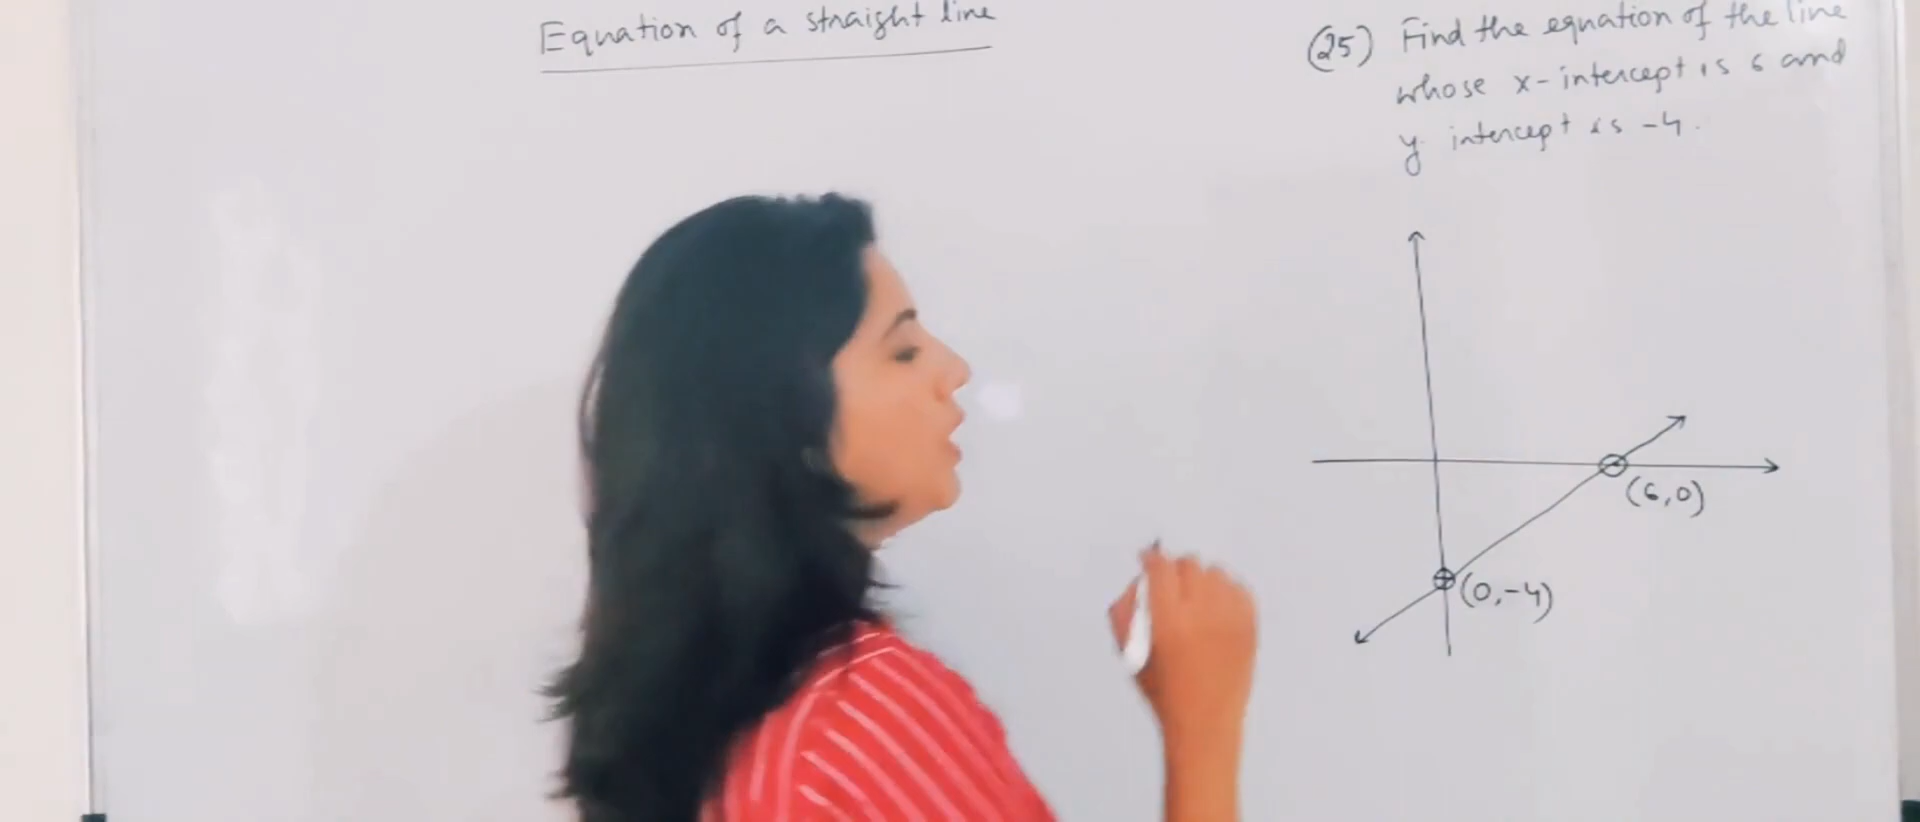 Equation of a straight line
(25) Find the equation of the line
whose x-intercept is 6 and
y intercept is -4.
(6,0)
(0,-4)